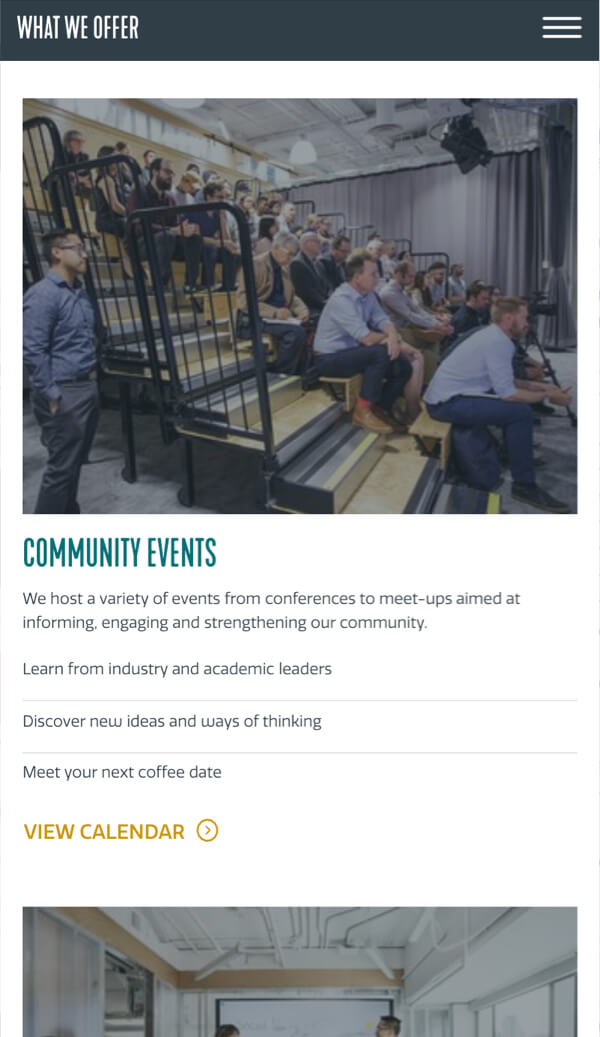 WHAT WE OFFER
COMMUNITY EVENTS
We host a variety of events from conferences to meet-ups aimed at
informing, engaging and strengthening our community.
Learn from industry and academic leaders
Discover new ideas and ways of thinking
Meet your next coffee date
VIEW CALENDAR